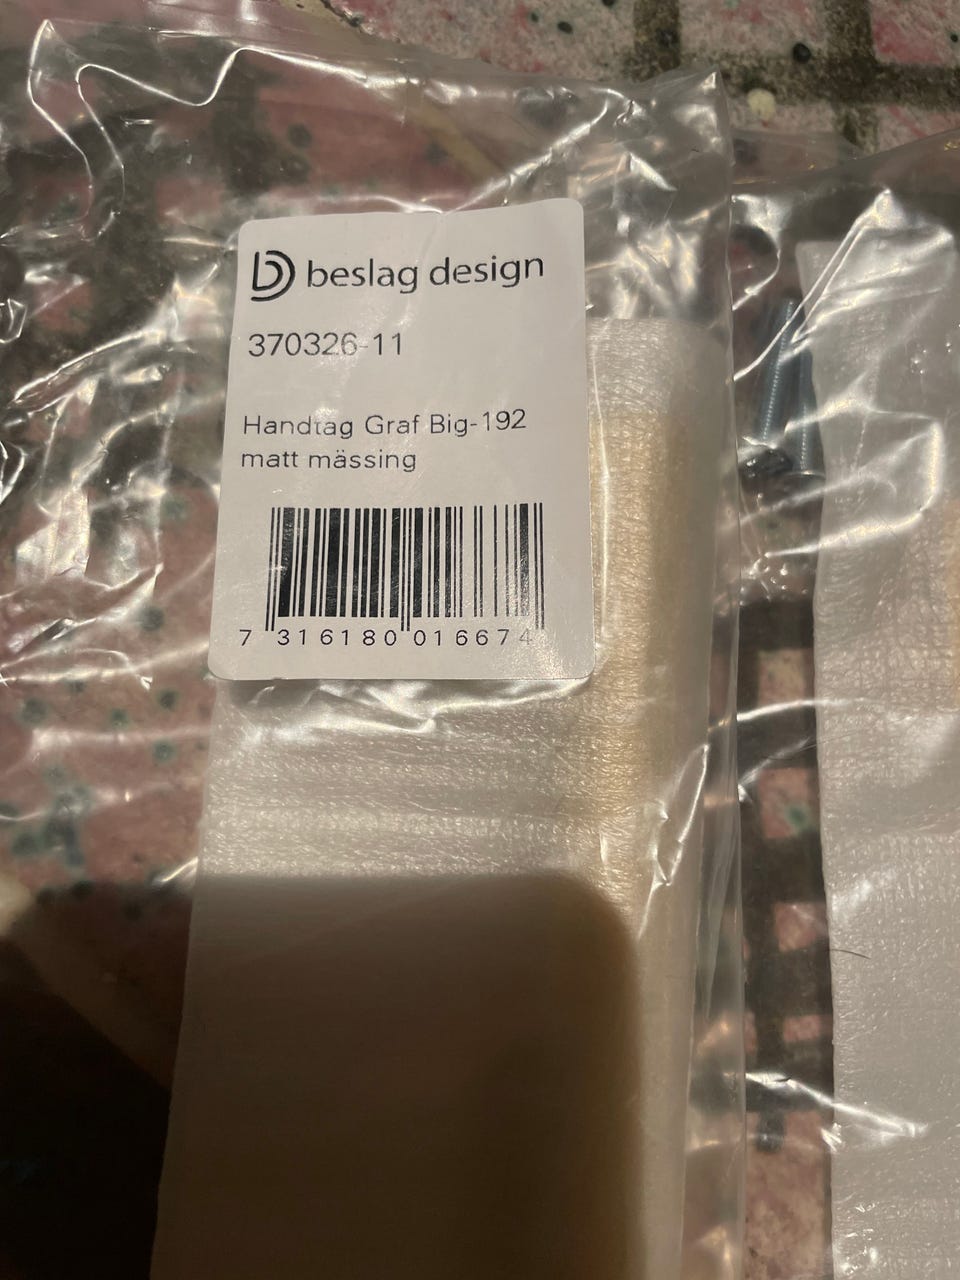 beslag design
370326-11
Handtag Graf Big-192
matt mässing
7 316180 016674